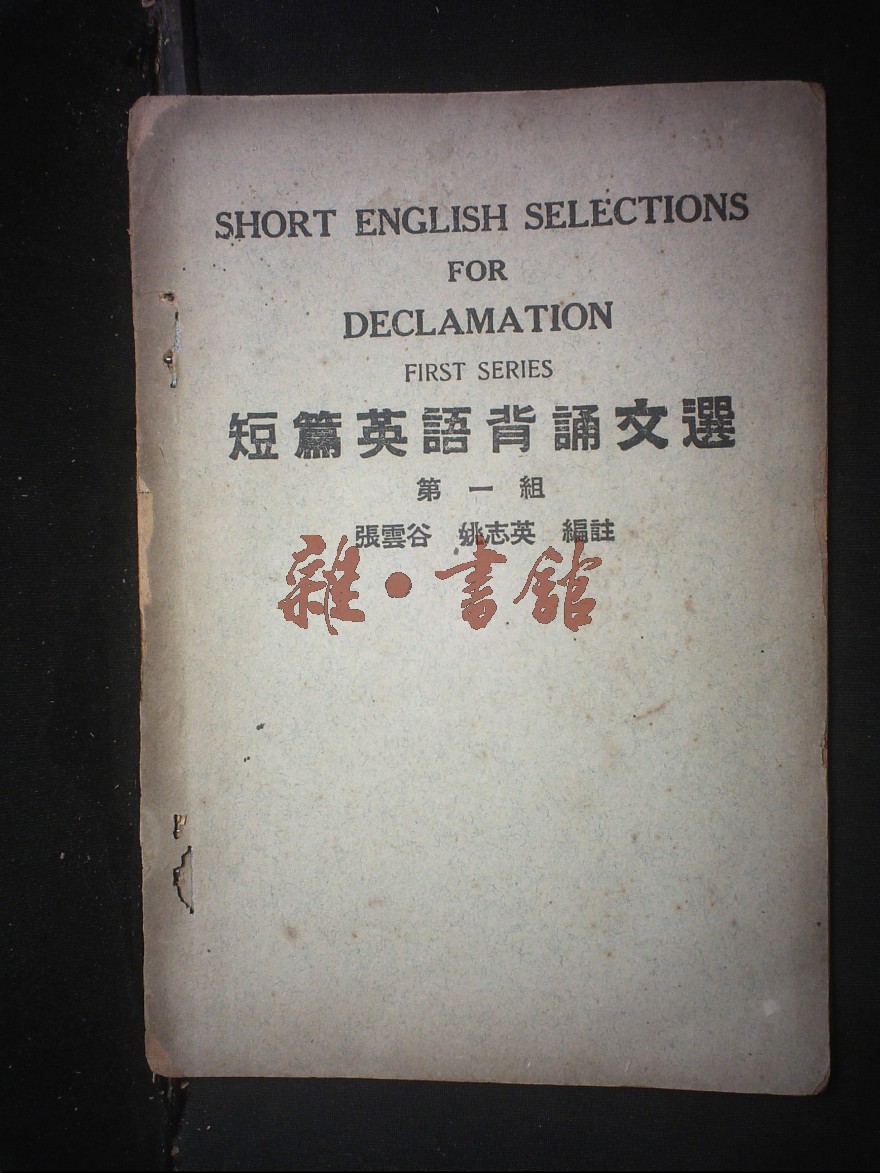 SHORT ENGLISH SELECTIONS
FOR
DECLAMATION
FIRST SERIES
短篇英語背誦文選
第一組
張雲谷 姚志英 編註
雜·書館